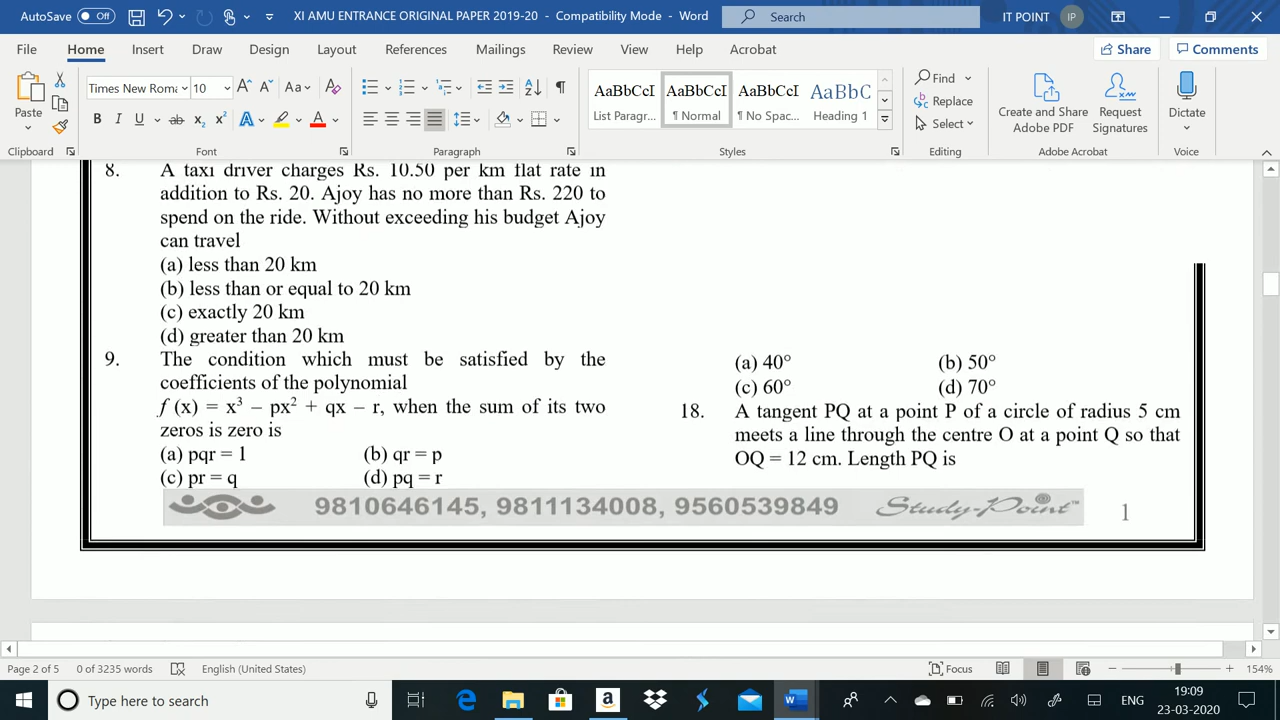 AutoSave Off XI AMU ENTRANCE ORIGINAL PAPER 2019-20 - Compatibility Mode - Word Search IT POINT IP
File Home Insert Draw Design Layout References Mailings Review View Help Acrobat Share Comments
Paste
Clipboard
Times New Roma 10
B I U ab x₂ x² A A
Font
Paragraph
AaBbCcI AaBbCcI AaBbCcI AaBbC
List Paragr... ¶ Normal ¶ No Spac... Heading 1
Styles
Find
Replace
Select
Editing
Create and Share Adobe PDF
Request Signatures
Adobe Acrobat
Dictate
Voice
8. A taxi driver charges Rs. 10.50 per km flat rate in
addition to Rs. 20. Ajoy has no more than Rs. 220 to
spend on the ride. Without exceeding his budget Ajoy
can travel
(a) less than 20 km
(b) less than or equal to 20 km
(c) exactly 20 km
(d) greater than 20 km
9. The condition which must be satisfied by the
coefficients of the polynomial
f (x) = x³ – px² + qx – r, when the sum of its two
zeros is zero is
(a) pqr = 1 (b) qr = p
(c) pr = q (d) pq = r
(a) 40° (b) 50°
(c) 60° (d) 70°
18. A tangent PQ at a point P of a circle of radius 5 cm
meets a line through the centre O at a point Q so that
OQ = 12 cm. Length PQ is
9810646145, 9811134008, 9560539849 Study-Point™ 1
Page 2 of 5 0 of 3235 words English (United States) Focus 154%
Type here to search ENG 19:09
23-03-2020